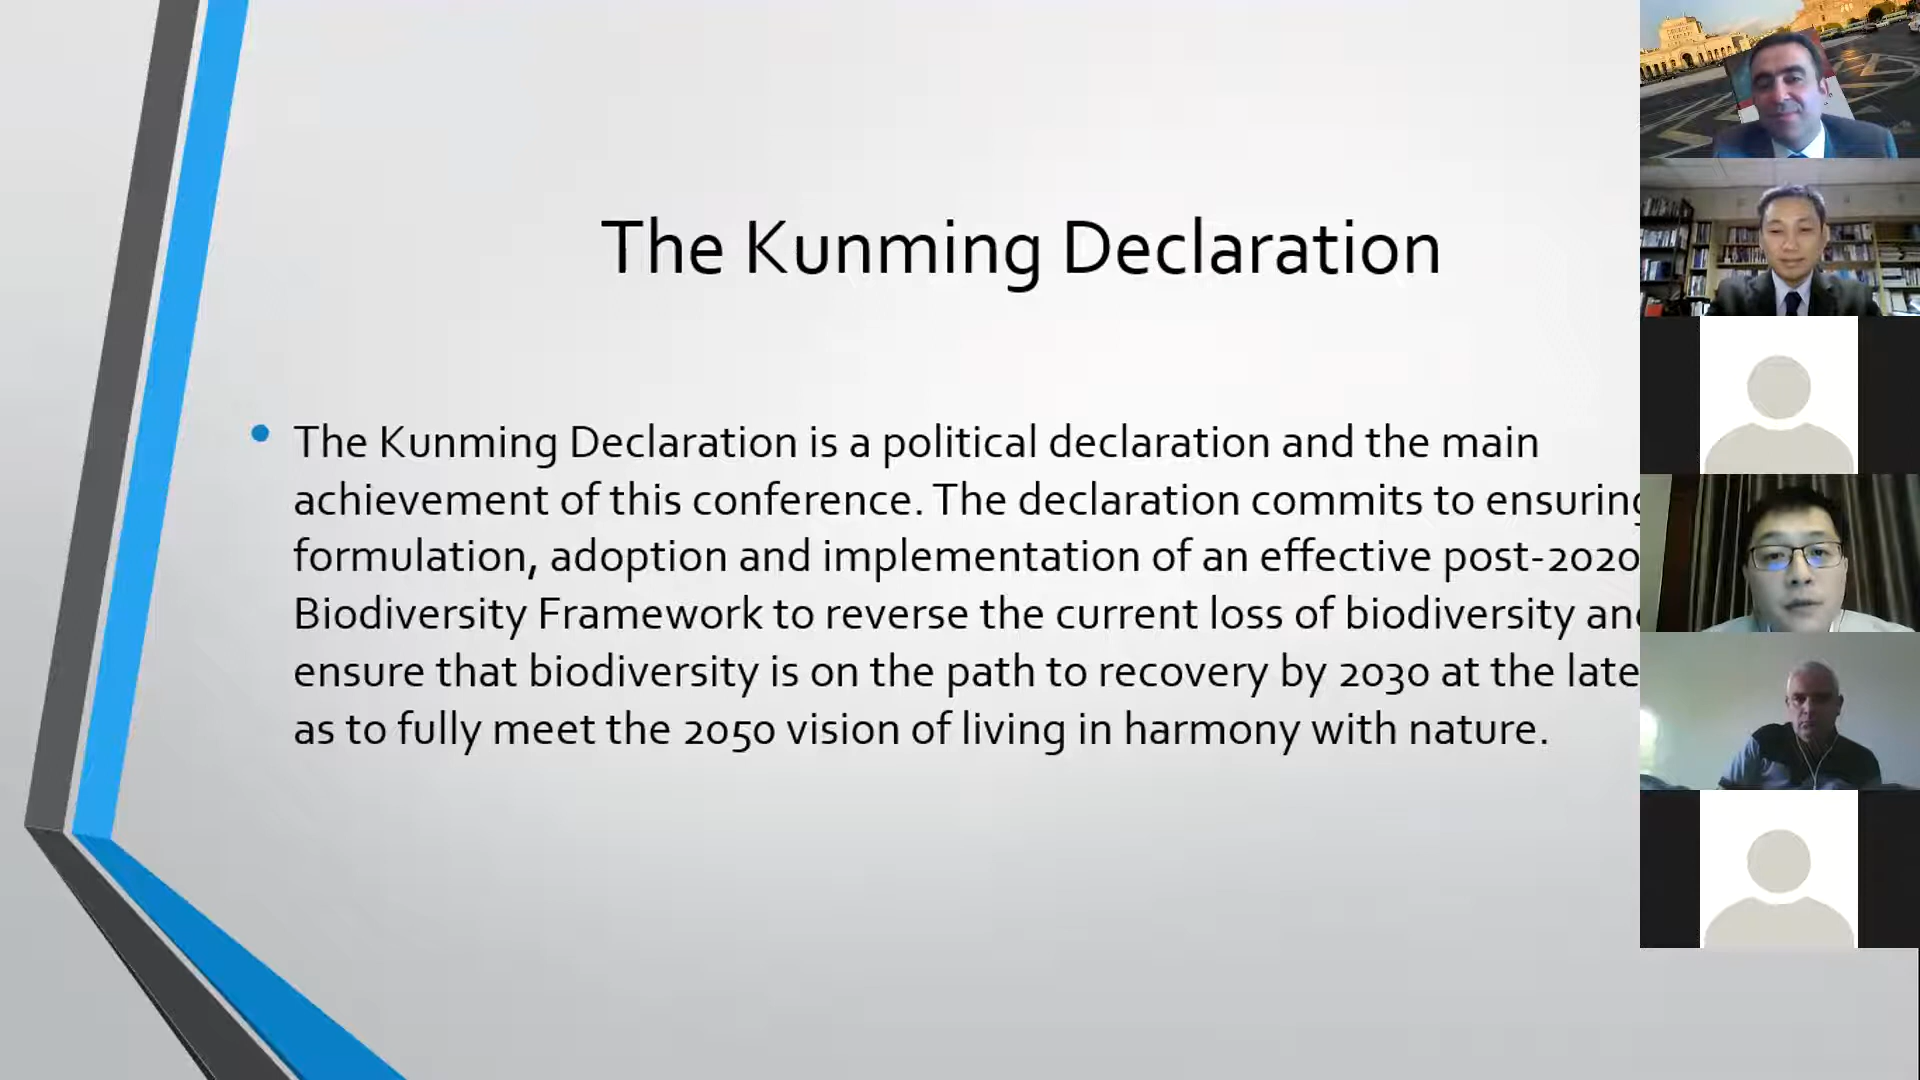 The Kunming Declaration
• The Kunming Declaration is a political declaration and the main
achievement of this conference. The declaration commits to ensuring
formulation, adoption and implementation of an effective post-2020
Biodiversity Framework to reverse the current loss of biodiversity and
ensure that biodiversity is on the path to recovery by 2030 at the
as to fully meet the 2050 vision of living in harmony with nature.